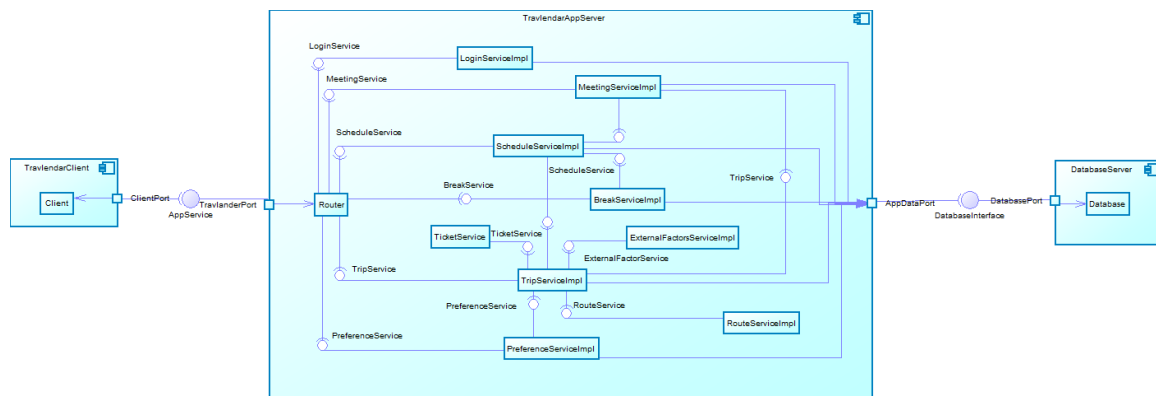 TravlendarAppServer
LoginService
LoginServiceImpl
MeetingService
MeetingServiceImpl
ScheduleService
ScheduleServiceImpl
TravlendarClient
DatabaseServer
ScheduleService
TripService
BreakService
Client
ClientPort
AppService
TravlanderPort
Router
BreakServiceImpl
AppDataPort
DatabaseInterface
DatabasePort
Database
TicketService
TicketService
ExternalFactorsServiceImpl
ExternalFactorService
TripService
TripServiceImpl
PreferenceService
RouteService
RouteServiceImpl
PreferenceService
PreferenceServiceImpl